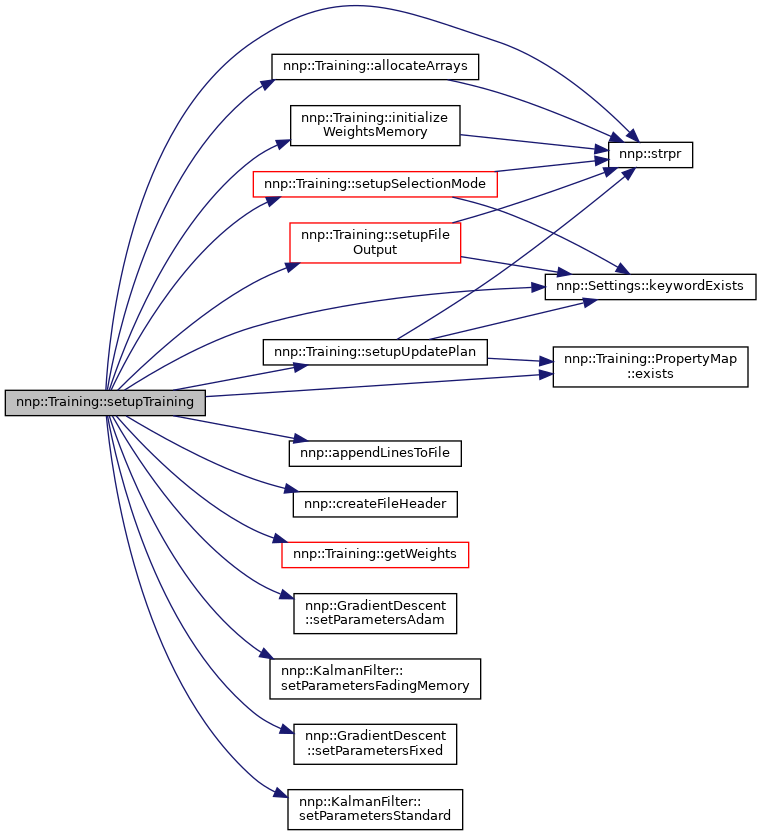 nnp::Training::allocateArrays
nnp::Training::initialize
WeightsMemory
nnp::strpr
nnp::Training::setupSelectionMode
nnp::Training::setupFile
Output
nnp::Settings::keywordExists
nnp::Training::setupUpdatePlan
nnp::Training::PropertyMap
::exists
nnp::Training::setupTraining
nnp::appendLinesToFile
nnp::createFileHeader
nnp::Training::getWeights
nnp::GradientDescent
::setParametersAdam
nnp::KalmanFilter::
setParametersFadingMemory
nnp::GradientDescent
::setParametersFixed
nnp::KalmanFilter::
setParametersStandard